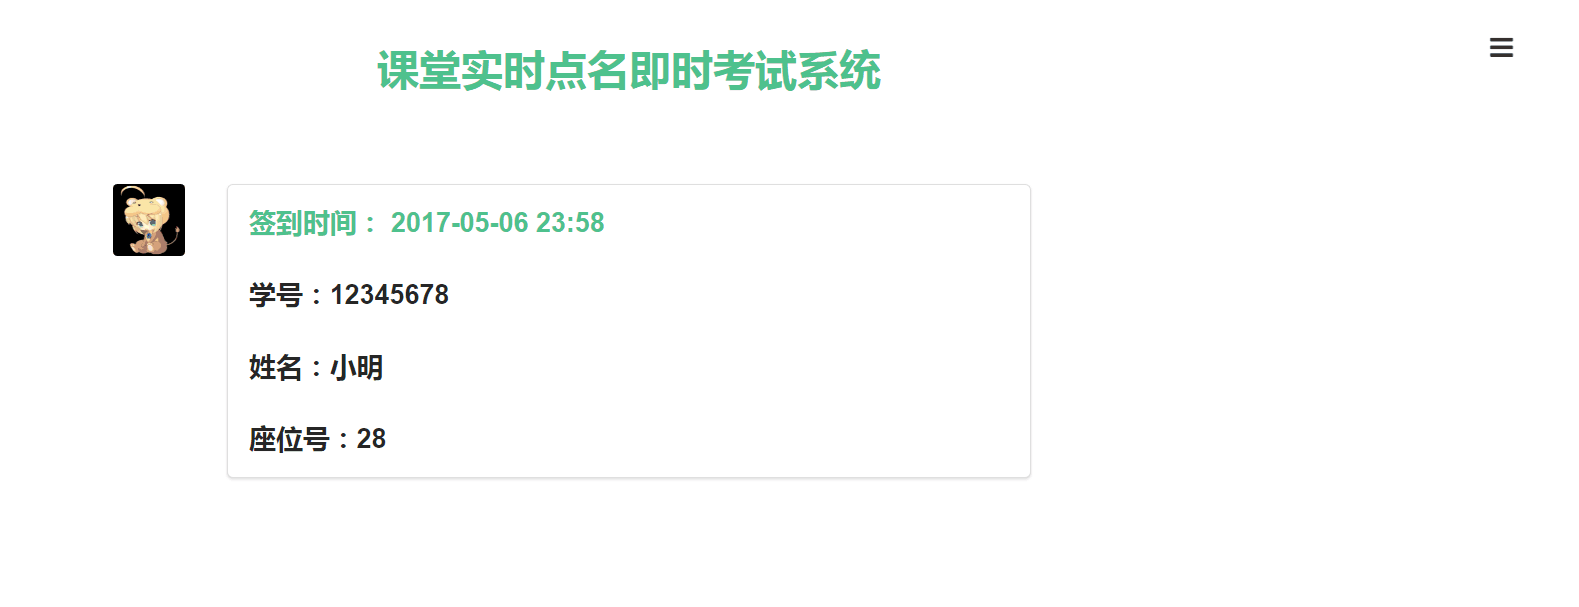 课堂实时点名即时考试系统
签到时间： 2017-05-06 23:58
学号：12345678
姓名：小明
座位号：28